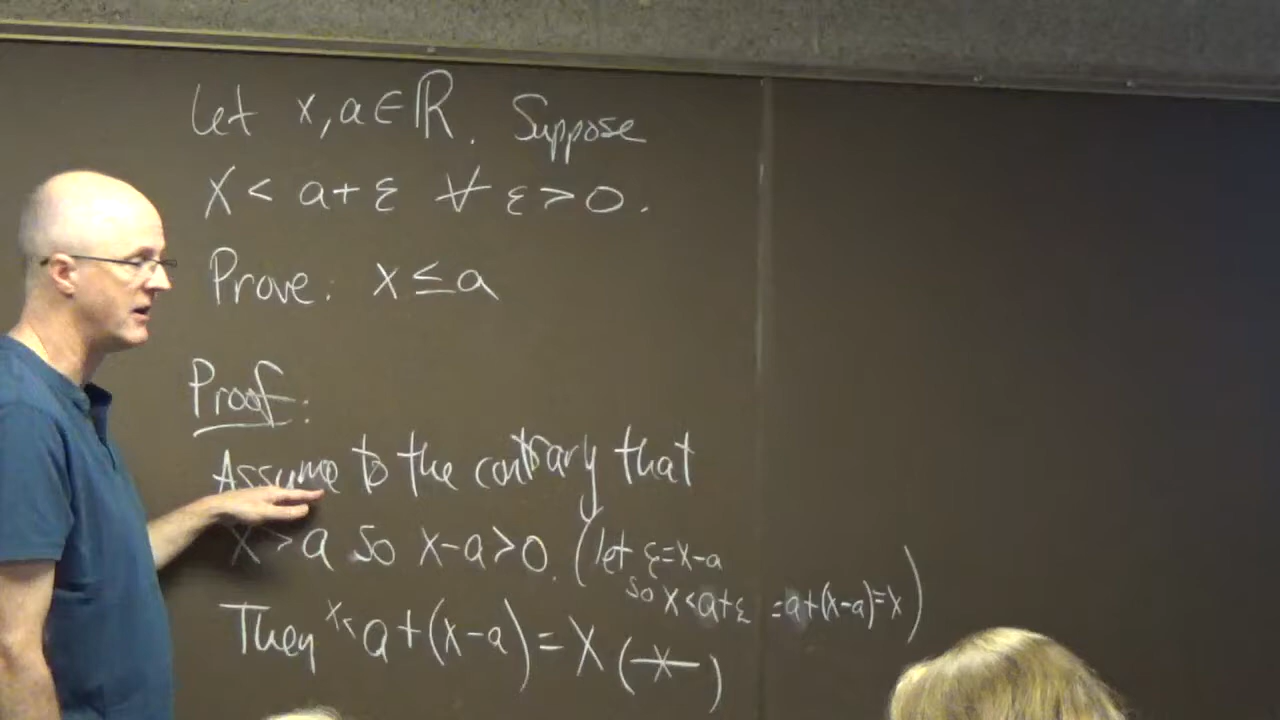 Let x, a ∈ ℝ. Suppose
x < a + ε ∀ ε > 0.
Prove: x ≤ a
Proof:
Assume to the contrary that
x > a so x-a > 0. (let ε = x-a
so x < a+ε = a+(x-a) = x)
Then x < a + (x-a) = x (※)